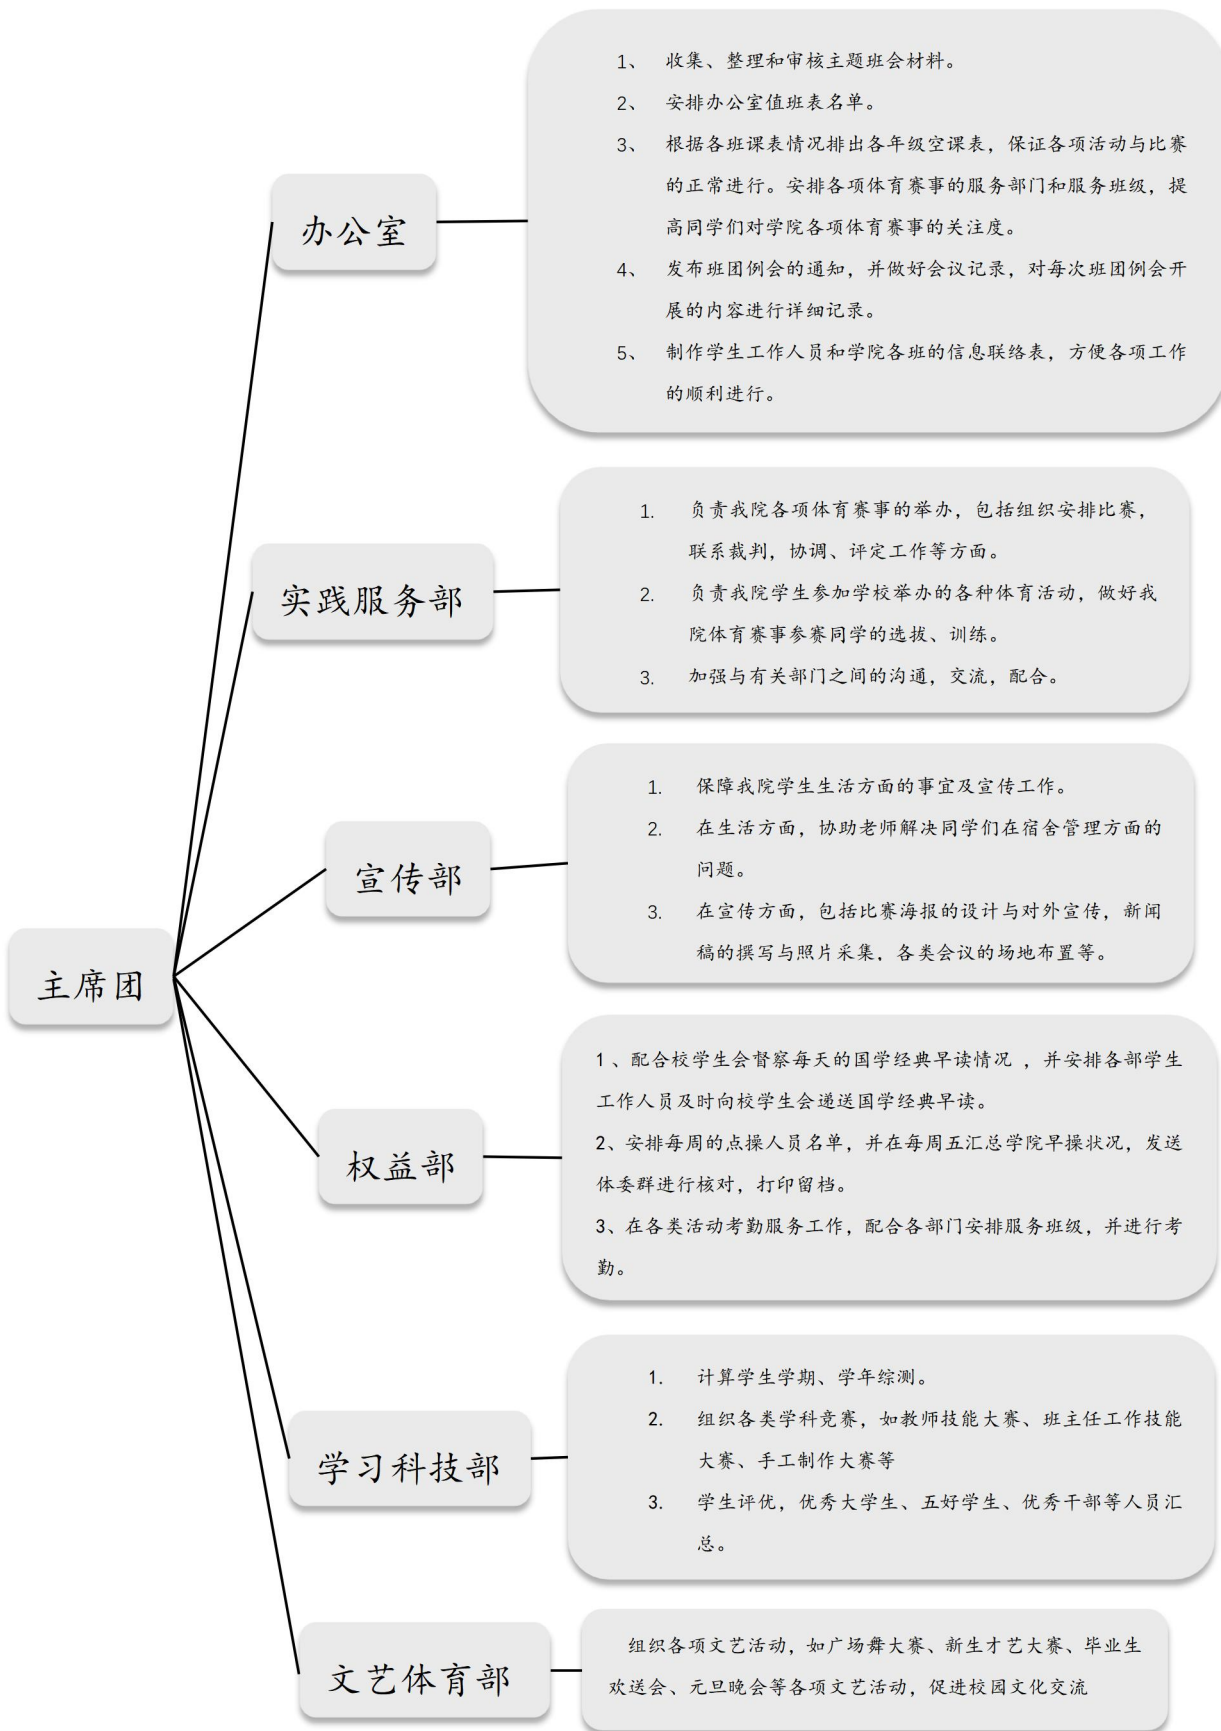 办公室
1、 收集、整理和审核主题班会材料。
2、 安排办公室值班表名单。
3、 根据各班课表情况排出各年级空课表，保证各项活动与比赛
的正常进行。安排各项体育赛事的服务部门和服务班级，提
高同学们对学院各项体育赛事的关注度。
4、 发布班团例会的通知，并做好会议记录，对每次班团例会开
展的内容进行详细记录。
5、 制作学生工作人员和学院各班的信息联络表，方便各项工作
的顺利进行。
实践服务部
1. 负责我院各项体育赛事的举办，包括组织安排比赛，
联系裁判，协调、评定工作等方面。
2. 负责我院学生参加学校举办的各种体育活动，做好我
院体育赛事参赛同学的选拔、训练。
3. 加强与有关部门之间的沟通，交流，配合。
宣传部
1. 保障我院学生生活方面的事宜及宣传工作。
2. 在生活方面，协助老师解决同学们在宿舍管理方面的
问题。
3. 在宣传方面，包括比赛海报的设计与对外宣传，新闻
稿的撰写与照片采集，各类会议的场地布置等。
主席团
权益部
1、配合校学生会督察每天的国学经典早读情况 ，并安排各部学生
工作人员及时向校学生会递送国学经典早读。
2、安排每周的点操人员名单，并在每周五汇总学院早操状况，发送
体委群进行核对，打印留档。
3、在各类活动考勤服务工作，配合各部门安排服务班级，并进行考
勤。
学习科技部
1. 计算学生学期、学年综测。
2. 组织各类学科竞赛，如教师技能大赛、班主任工作技能
大赛、手工制作大赛等
3. 学生评优，优秀大学生、五好学生、优秀干部等人员汇
总。
文艺体育部
组织各项文艺活动，如广场舞大赛、新生才艺大赛、毕业生
欢送会、元旦晚会等各项文艺活动，促进校园文化交流